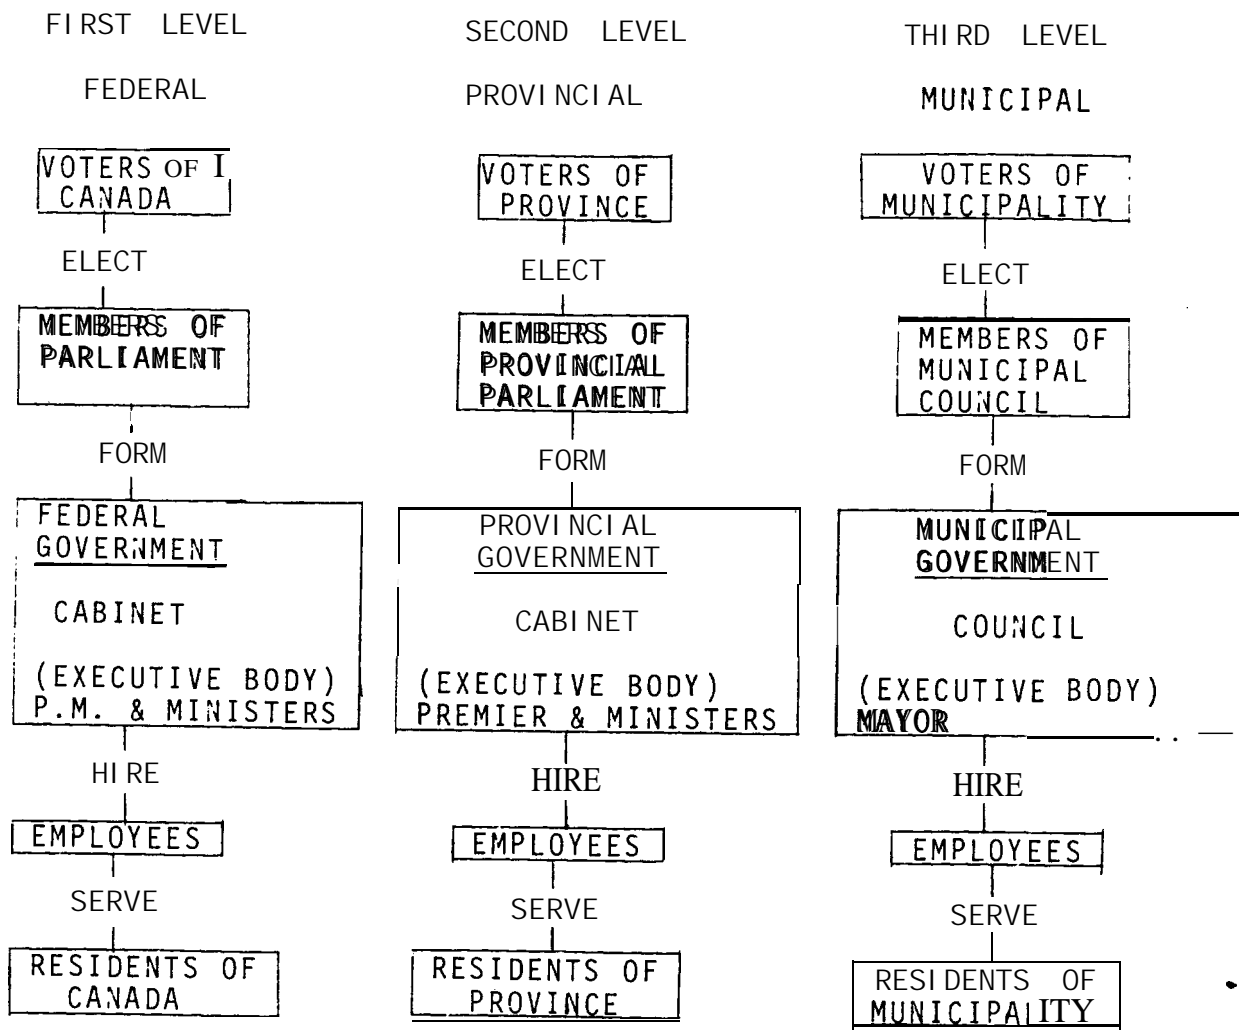 FIRST LEVEL
FEDERAL
VOTERS OF I
CANADA
ELECT
MEMBERS OF
PARLIAMENT
FORM
FEDERAL
GOVERNMENT
CABINET
(EXECUTIVE BODY)
P.M. & MINISTERS
HIRE
EMPLOYEES
SERVE
RESIDENTS OF
CANADA
SECOND LEVEL
PROVINCIAL
VOTERS OF
PROVINCE
ELECT
MEMBERS OF
PROVINCIAL
PARLIAMENT
FORM
PROVINCIAL
GOVERNMENT
CABINET
(EXECUTIVE BODY)
PREMIER & MINISTERS
HIRE
EMPLOYEES
SERVE
RESIDENTS OF
PROVINCE
THIRD LEVEL
MUNICIPAL
VOTERS OF
MUNICIPALITY
ELECT
MEMBERS OF
MUNICIPAL
COUNCIL
FORM
MUNICIPAL
GOVERNMENT
COUNCIL
(EXECUTIVE BODY)
MAYOR
HIRE
EMPLOYEES
SERVE
RESIDENTS OF
MUNICIPALITY